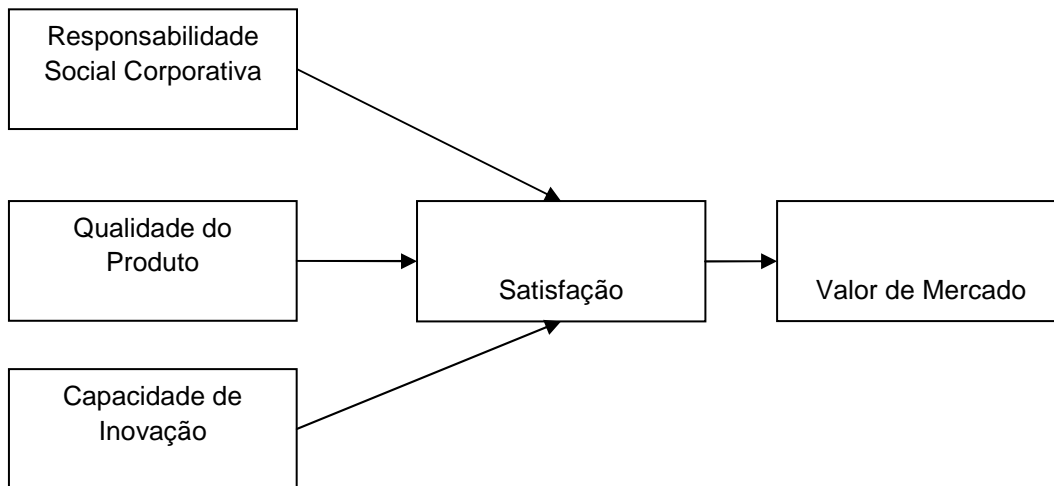 Responsabilidade
Social Corporativa
Qualidade do
Produto
Satisfação
Valor de Mercado
Capacidade de
Inovação